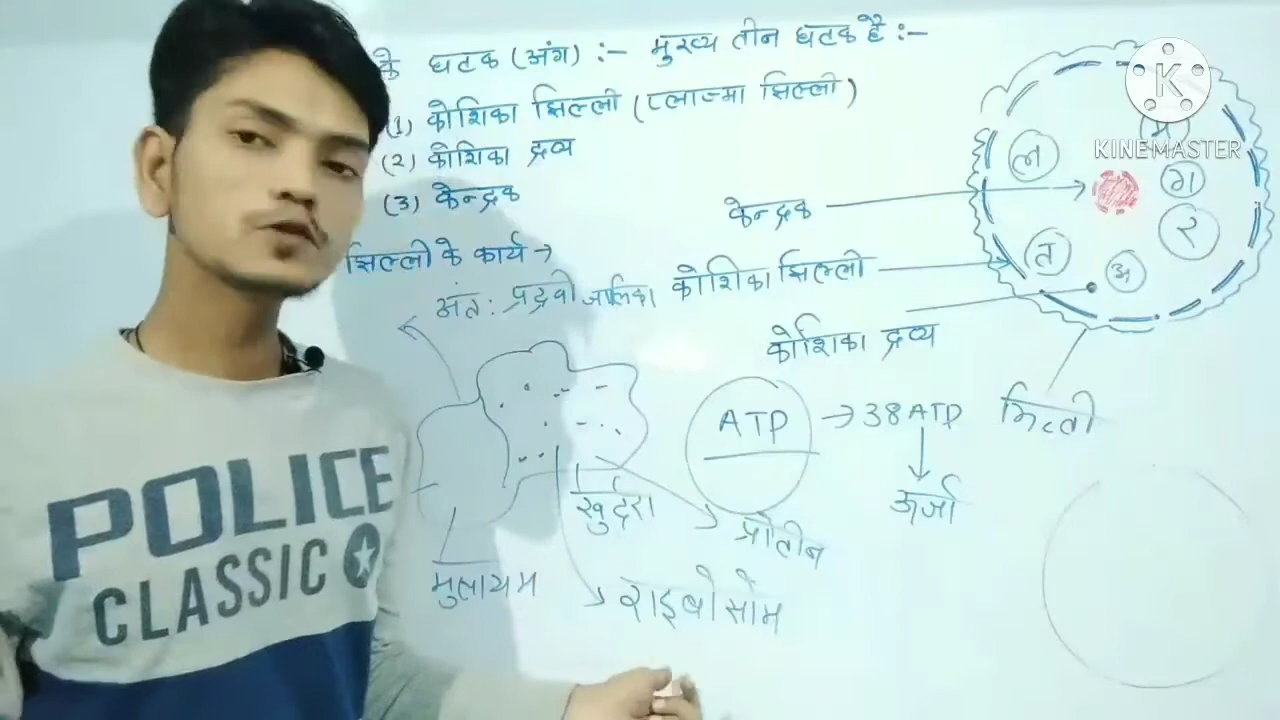 के घटक (अंग) :- मुख्य तीन घटक है :-
(1) कोशिका झिल्ली (प्लाज्मा झिल्ली)
(2) कोशिका द्रव्य
(3) केन्द्रक
झिल्ली के कार्य →
अंत: प्रद्रवी जालिका
मुलायम
खुर्दरा
प्रोटीन
राइबोसोम
ATP → 38 ATP
ऊर्जा
केन्द्रक
कोशिका झिल्ली
कोशिका द्रव्य
भित्ती
ल
ग
र
त
अ
K
KINEMASTER
POLICE
CLASSIC